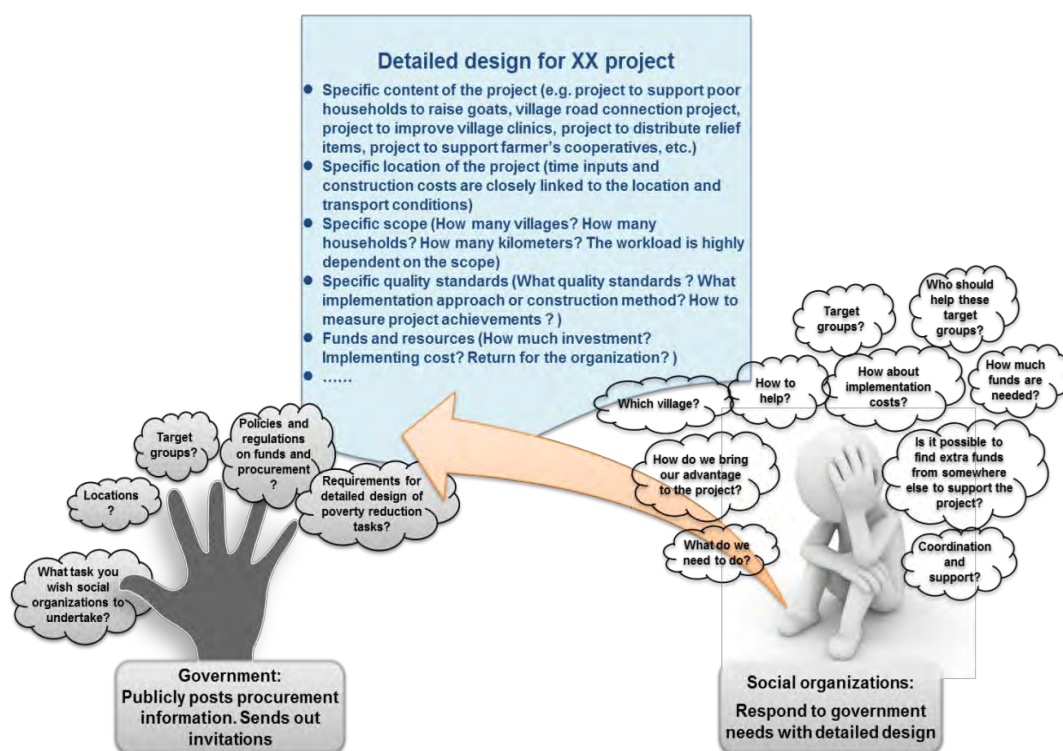 Detailed design for XX project
● Specific content of the project (e.g. project to support poor
households to raise goats, village road connection project,
project to improve village clinics, project to distribute relief
items, project to support farmer's cooperatives, etc.)
● Specific location of the project (time inputs and
construction costs are closely linked to the location and
transport conditions)
● Specific scope (How many villages? How many
households? How many kilometers? The workload is highly
dependent on the scope)
● Specific quality standards (What quality standards ? What
implementation approach or construction method? How to
measure project achievements ? )
● Funds and resources (How much investment?
Implementing cost? Return for the organization? )
● ......
Target
groups?
Who should
help these
target
groups?
Which village?
How to
help?
How about
implementation
costs?
How much
funds are
needed?
How do we bring
our advantage
to the project?
Is it possible to
find extra funds
from somewhere
else to support the
project?
What do we
need to do?
Coordination
and
support?
Target
groups?
Policies and
regulations
on funds and
procurement
?
Locations
?
Requirements for
detailed design of
poverty reduction
tasks?
What task you
wish social
organizations to
undertake?
Government:
Publicly posts procurement
information. Sends out
invitations
Social organizations:
Respond to government
needs with detailed design